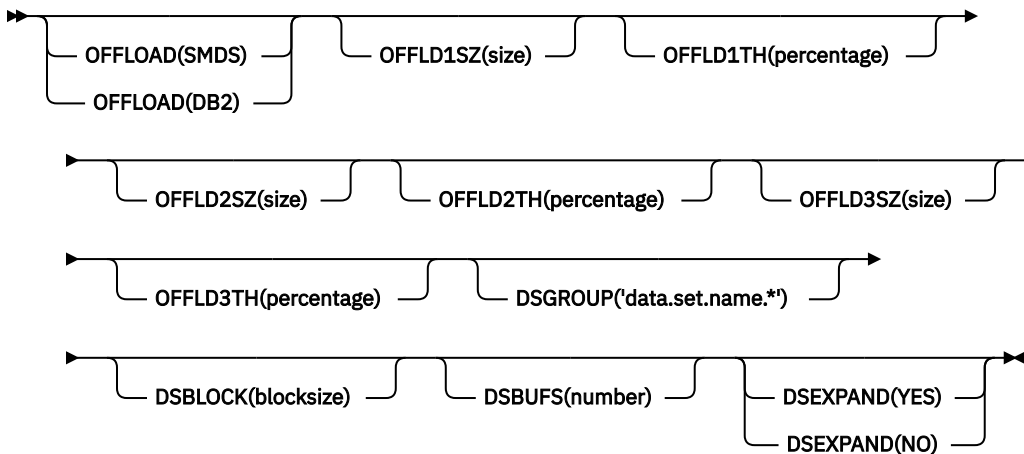 OFFLOAD(SMDS)
OFFLOAD(DB2)
OFFLD1SZ(size)
OFFLD1TH(percentage)
OFFLD2SZ(size)
OFFLD2TH(percentage)
OFFLD3SZ(size)
OFFLD3TH(percentage)
DSGROUP('data.set.name.*')
DSBLOCK(blocksize)
DSBUFS(number)
DSEXPAND(YES)
DSEXPAND(NO)